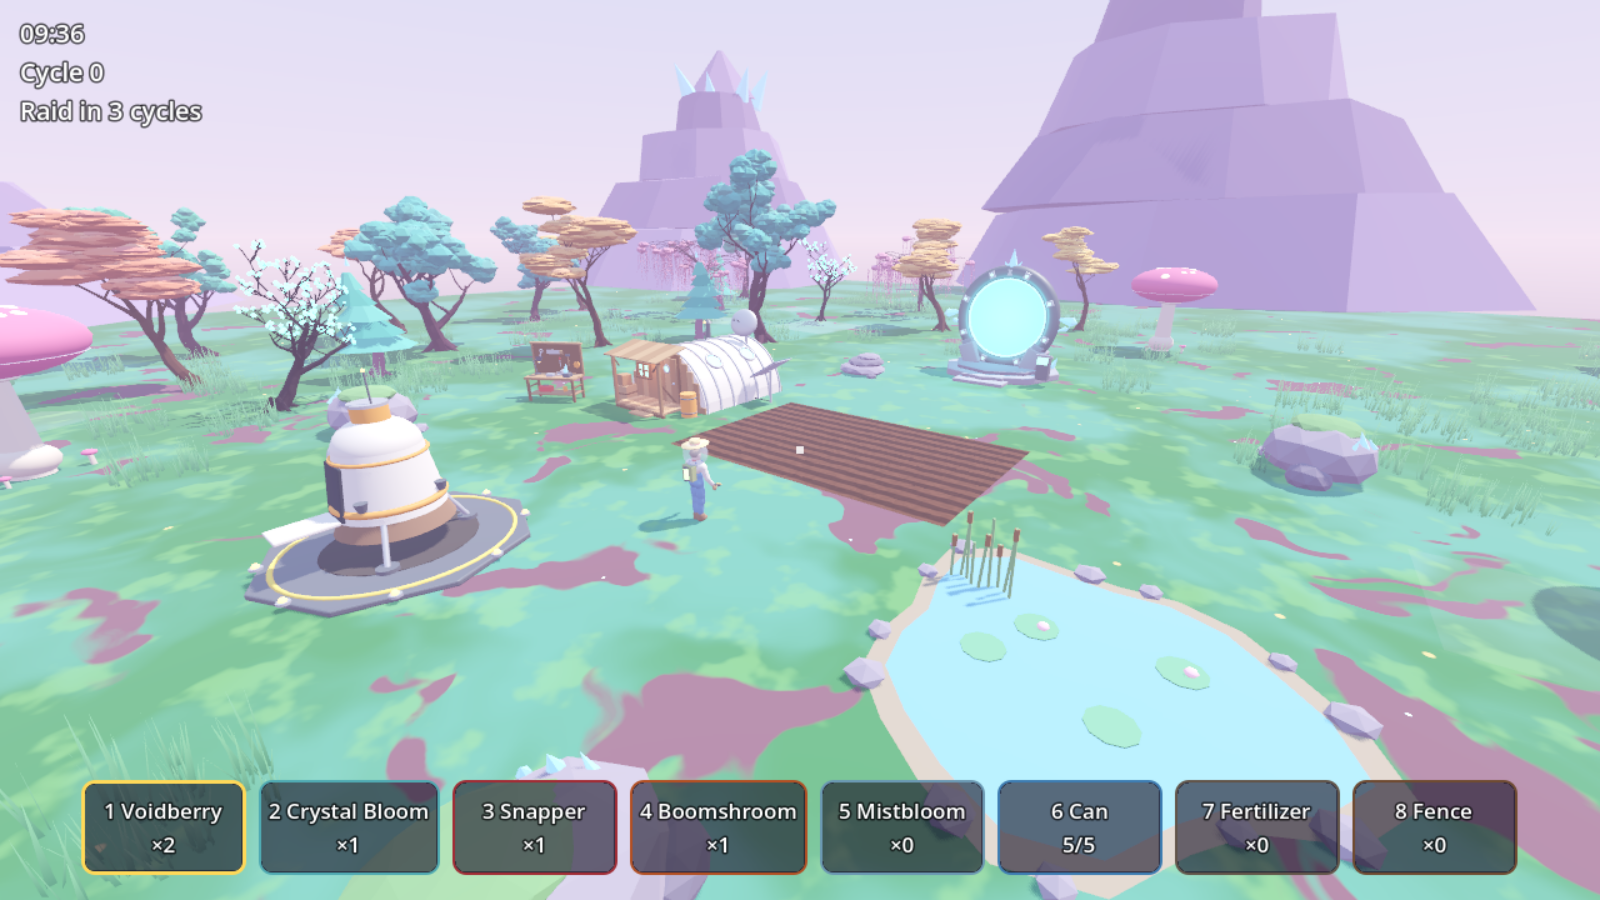 09:36
Cycle 0
Raid in 3 cycles
1 Voidberry
×2
2 Crystal Bloom
×1
3 Snapper
×1
4 Boomshroom
×1
5 Mistbloom
×0
6 Can
5/5
7 Fertilizer
×0
8 Fence
×0